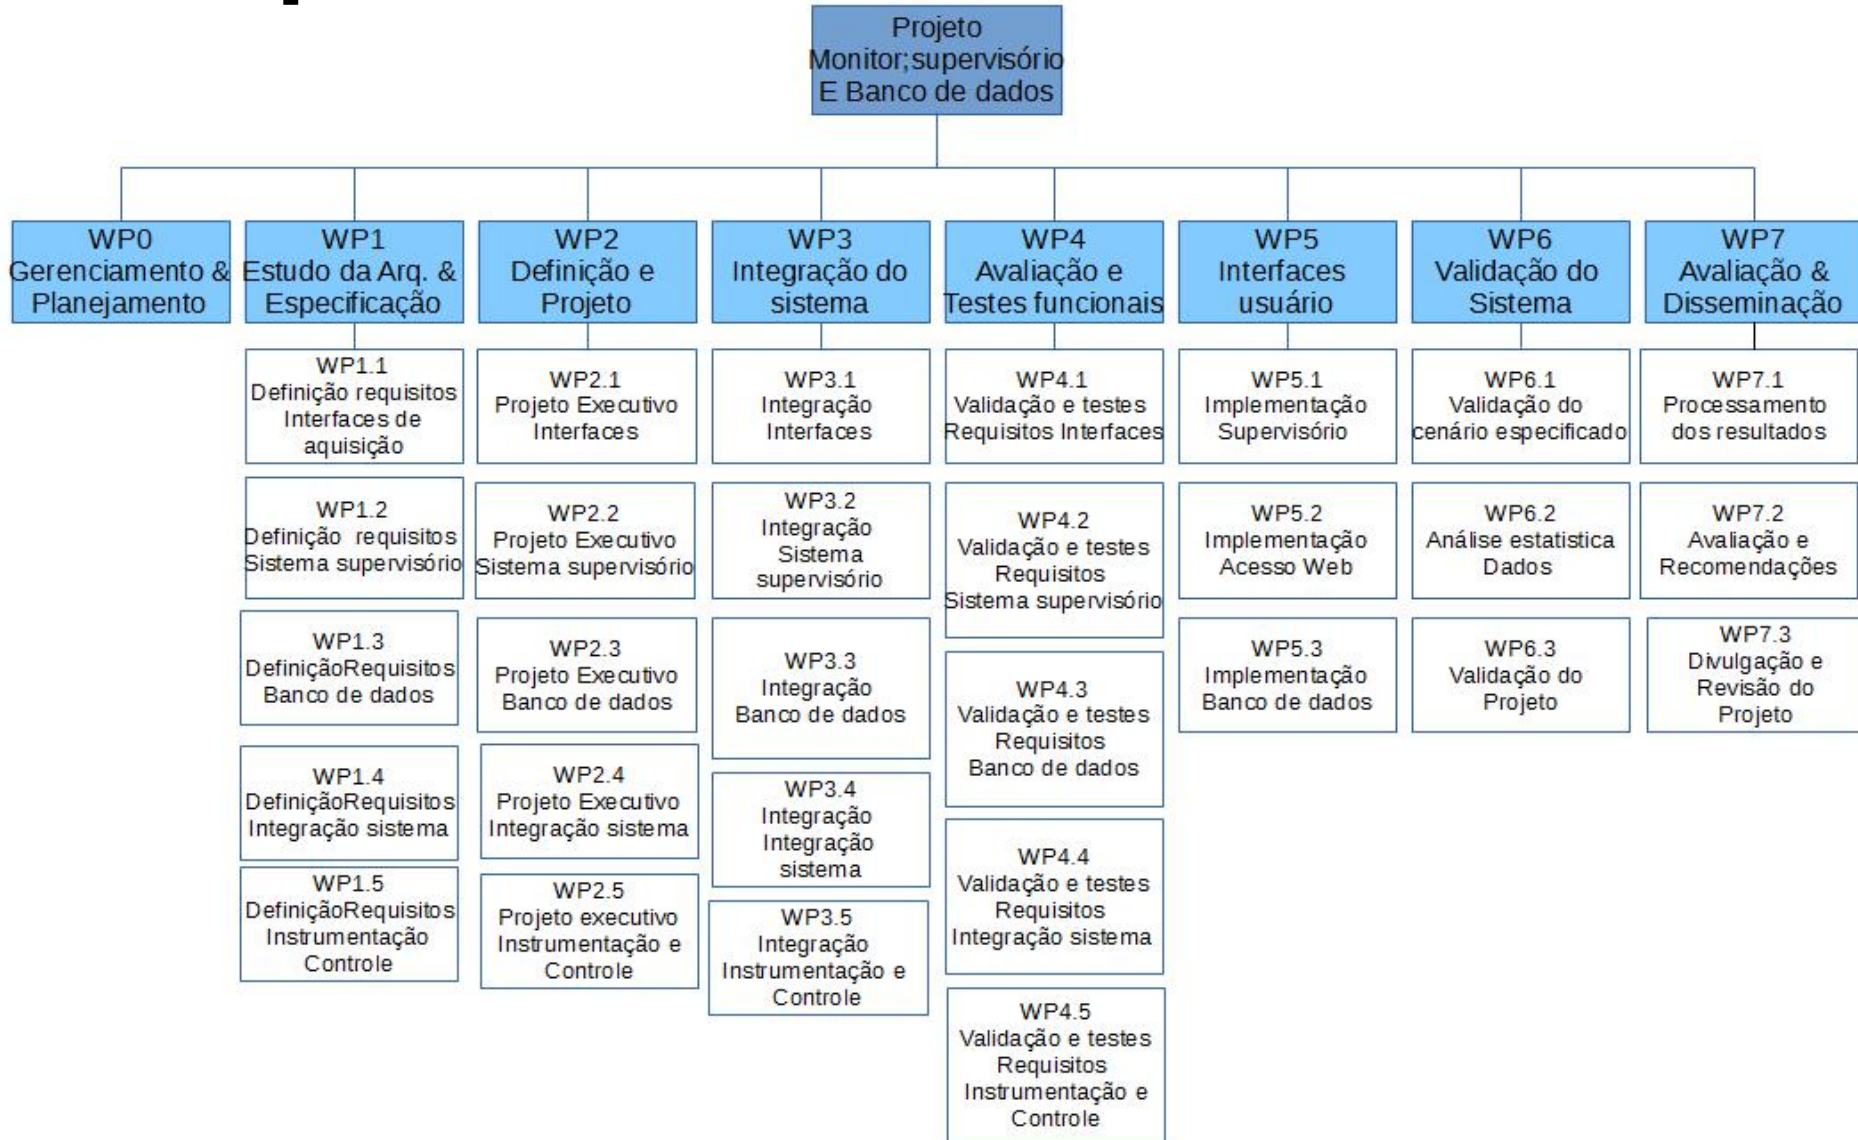 Projeto
Monitor;supervisório
E Banco de dados
WP0
Gerenciamento &
Planejamento
WP1
Estudo da Arq. &
Especificação
WP2
Definição e
Projeto
WP3
Integração do
sistema
WP4
Avaliação e
Testes funcionais
WP5
Interfaces
usuário
WP6
Validação do
Sistema
WP7
Avaliação &
Disseminação
WP1.1
Definição requisitos
Interfaces de
aquisição
WP1.2
Definição requisitos
Sistema supervisório
WP1.3
DefiniçãoRequisitos
Banco de dados
WP1.4
DefiniçãoRequisitos
Integração sistema
WP1.5
DefiniçãoRequisitos
Instrumentação
Controle
WP2.1
Projeto Executivo
Interfaces
WP2.2
Projeto Executivo
Sistema supervisório
WP2.3
Projeto Executivo
Banco de dados
WP2.4
Projeto Executivo
Integração sistema
WP2.5
Projeto executivo
Instrumentação e
Controle
WP3.1
Integração
Interfaces
WP3.2
Integração
Sistema
supervisório
WP3.3
Integração
Banco de dados
WP3.4
Integração
Integração
sistema
WP3.5
Integração
Instrumentação e
Controle
WP4.1
Validação e testes
Requisitos Interfaces
WP4.2
Validação e testes
Requisitos
Sistema supervisório
WP4.3
Validação e testes
Requisitos
Banco de dados
WP4.4
Validação e testes
Requisitos
Integração sistema
WP4.5
Validação e testes
Requisitos
Instrumentação e
Controle
WP5.1
Implementação
Supervisório
WP5.2
Implementação
Acesso Web
WP5.3
Implementação
Banco de dados
WP6.1
Validação do
cenário especificado
WP6.2
Análise estatistica
Dados
WP6.3
Validação do
Projeto
WP7.1
Processamento
dos resultados
WP7.2
Avaliação e
Recomendações
WP7.3
Divulgação e
Revisão do
Projeto